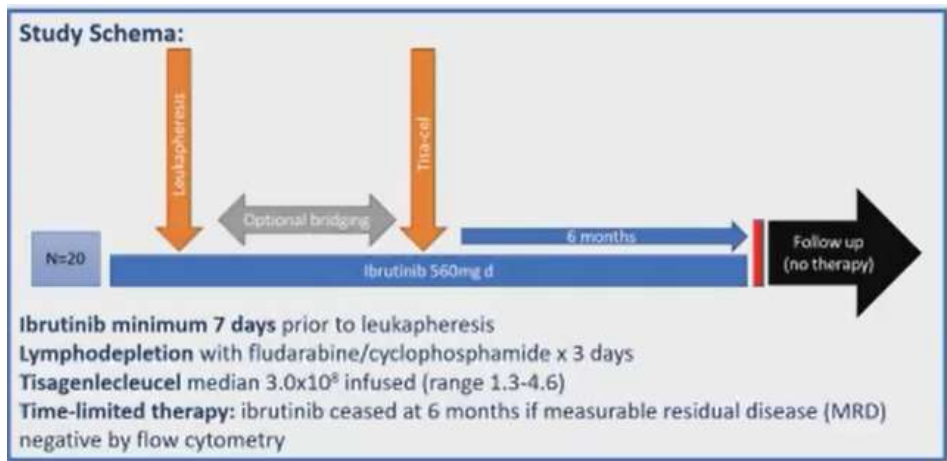 Study Schema:
Leukapheresis
Tisa-cel
Optional bridging
6 months
N=20
Ibrutinib 560mg d
Follow up
(no therapy)
Ibrutinib minimum 7 days prior to leukapheresis
Lymphodepletion with fludarabine/cyclophosphamide x 3 days
Tisagenlecleucel median 3.0x10⁸ infused (range 1.3-4.6)
Time-limited therapy: ibrutinib ceased at 6 months if measurable residual disease (MRD)
negative by flow cytometry